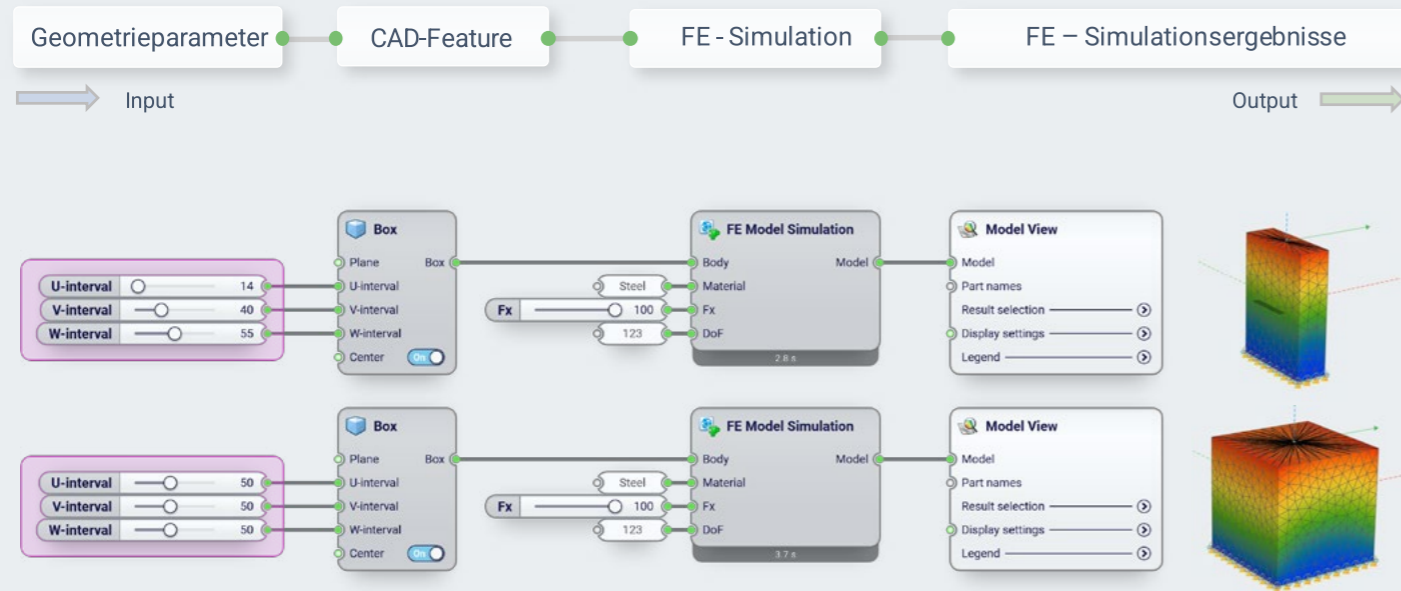 Geometrieparameter
CAD-Feature
FE - Simulation
FE – Simulationsergebnisse
Input
Output
Box
Plane Box
U-interval
V-interval
W-interval
Center On
U-interval 14
V-interval 40
W-interval 55
Steel
Fx 100
123
FE Model Simulation
Body Model
Material
Fx
DoF
2.8 s
Model View
Model
Part names
Result selection
Display settings
Legend
Box
Plane Box
U-interval
V-interval
W-interval
Center On
U-interval 50
V-interval 50
W-interval 50
Steel
Fx 100
123
FE Model Simulation
Body Model
Material
Fx
DoF
3.7 s
Model View
Model
Part names
Result selection
Display settings
Legend